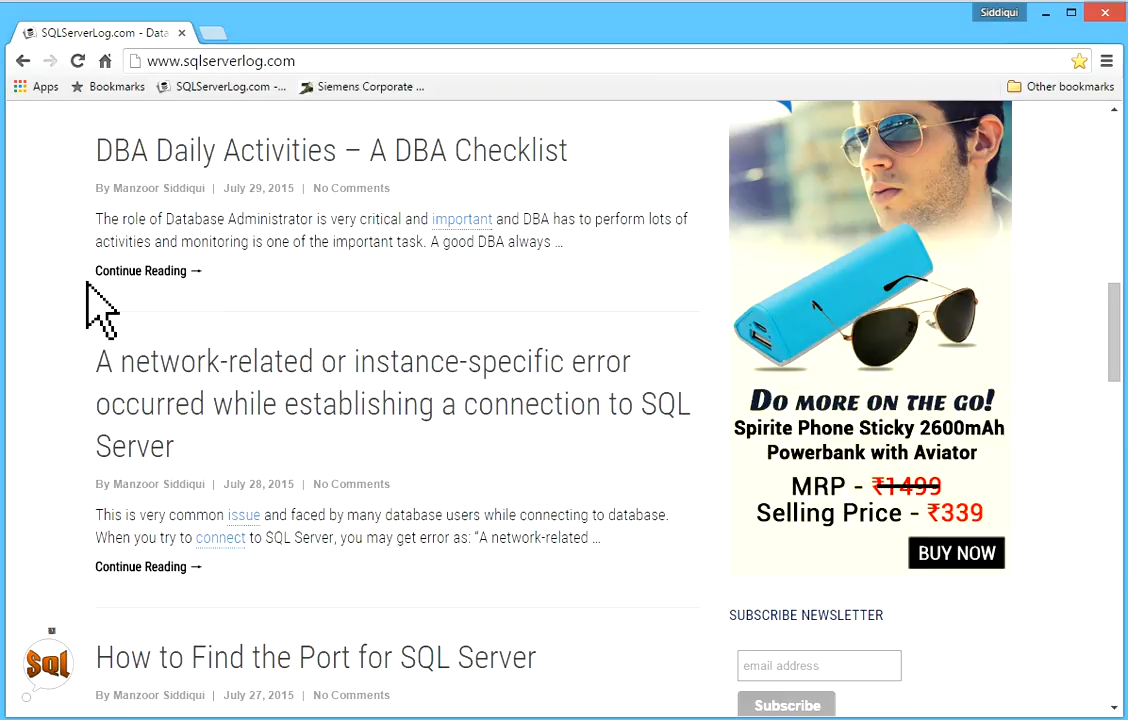 Siddiqui
SQLServerLog.com - Data
www.sqlserverlog.com
Apps Bookmarks SQLServerLog.com -... Siemens Corporate ... Other bookmarks
DBA Daily Activities – A DBA Checklist
By Manzoor Siddiqui | July 29, 2015 | No Comments
The role of Database Administrator is very critical and important and DBA has to perform lots of
activities and monitoring is one of the important task. A good DBA always ...
Continue Reading →
A network-related or instance-specific error
occurred while establishing a connection to SQL
Server
By Manzoor Siddiqui | July 28, 2015 | No Comments
This is very common issue and faced by many database users while connecting to database.
When you try to connect to SQL Server, you may get error as: “A network-related ...
Continue Reading →
Sql
How to Find the Port for SQL Server
By Manzoor Siddiqui | July 27, 2015 | No Comments
Do more on the go!
Spirite Phone Sticky 2600mAh
Powerbank with Aviator
MRP - ₹1499
Selling Price - ₹339
BUY NOW
SUBSCRIBE NEWSLETTER
email address
Subscribe